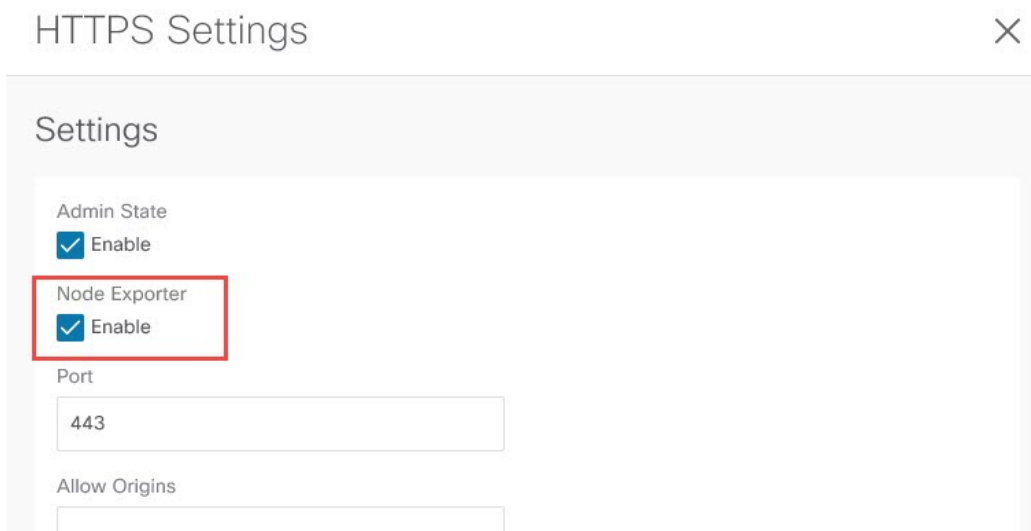 HTTPS Settings
Settings
Admin State
Enable
Node Exporter
Enable
Port
443
Allow Origins